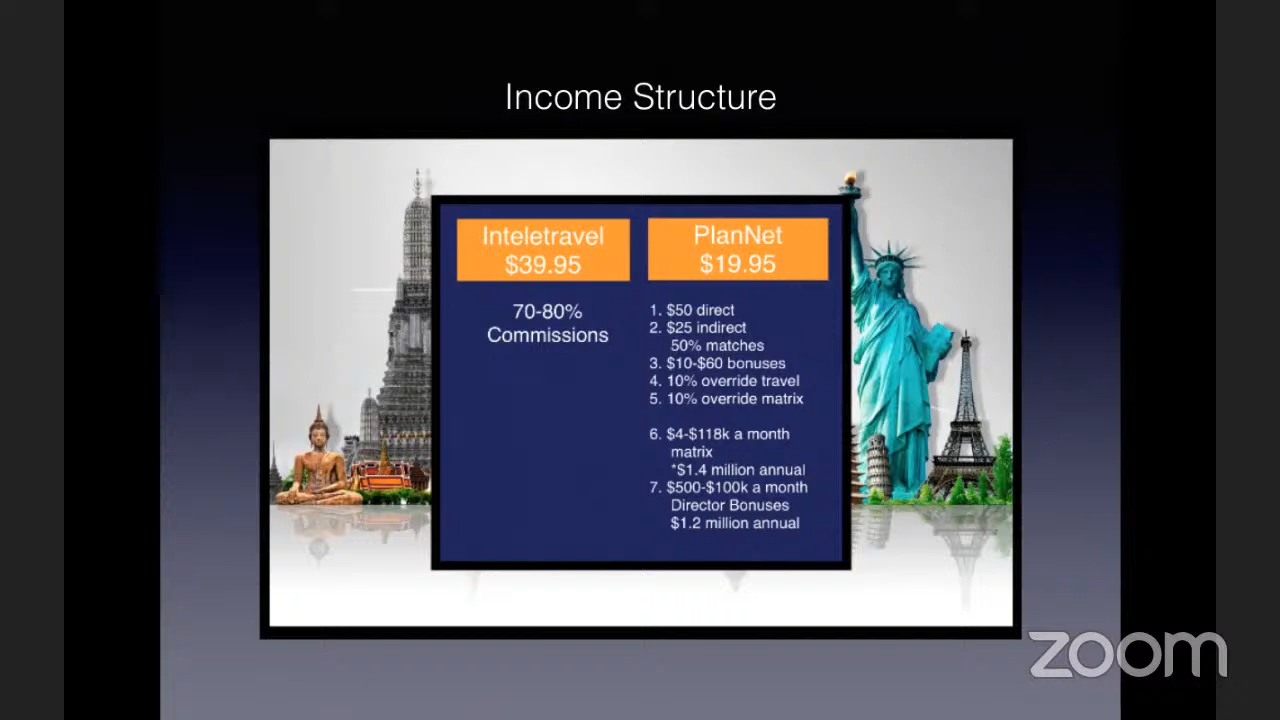 Income Structure
Inteletravel
$39.95
70-80%
Commissions
PlanNet
$19.95
1. $50 direct
2. $25 indirect
50% matches
3. $10-$60 bonuses
4. 10% override travel
5. 10% override matrix
6. $4-$118k a month
matrix
*$1.4 million annual
7. $500-$100k a month
Director Bonuses
$1.2 million annual
zoom